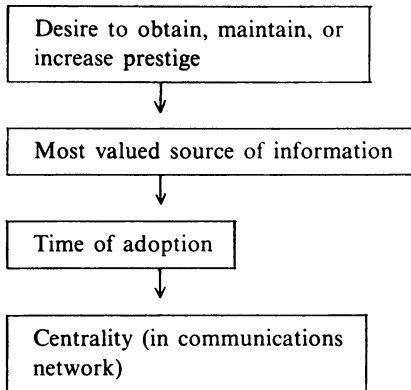 Desire to obtain, maintain, or
increase prestige
Most valued source of information
Time of adoption
Centrality (in communications
network)